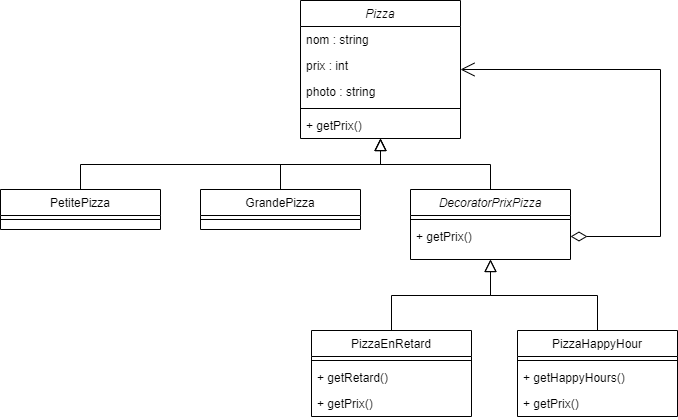 Pizza
nom : string
prix : int
photo : string
+ getPrix()
PetitePizza
GrandePizza
DecoratorPrixPizza
+ getPrix()
PizzaEnRetard
+ getRetard()
+ getPrix()
PizzaHappyHour
+ getHappyHours()
+ getPrix()